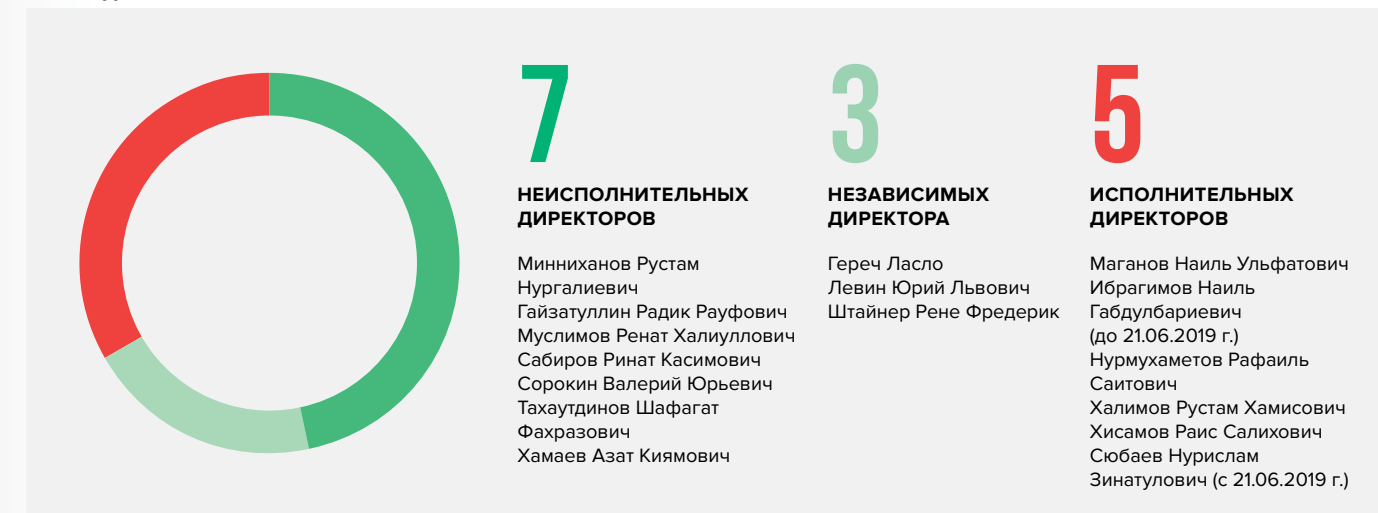 7
НЕИСПОЛНИТЕЛЬНЫХ
ДИРЕКТОРОВ
Минниханов Рустам
Нургалиевич
Гайзатуллин Радик Рауфович
Муслимов Ренат Халиуллович
Сабиров Ринат Касимович
Сорокин Валерий Юрьевич
Тахаутдинов Шафагат
Фахразович
Хамаев Азат Киямович
3
НЕЗАВИСИМЫХ
ДИРЕКТОРА
Гереч Ласло
Левин Юрий Львович
Штайнер Рене Фредерик
5
ИСПОЛНИТЕЛЬНЫХ
ДИРЕКТОРОВ
Маганов Наиль Ульфатович
Ибрагимов Наиль
Габдулбариевич
(до 21.06.2019 г.)
Нурмухаметов Рафаиль
Саитович
Халимов Рустам Хамисович
Хисамов Раис Салихович
Сюбаев Нурислам
Зинатулович (с 21.06.2019 г.)